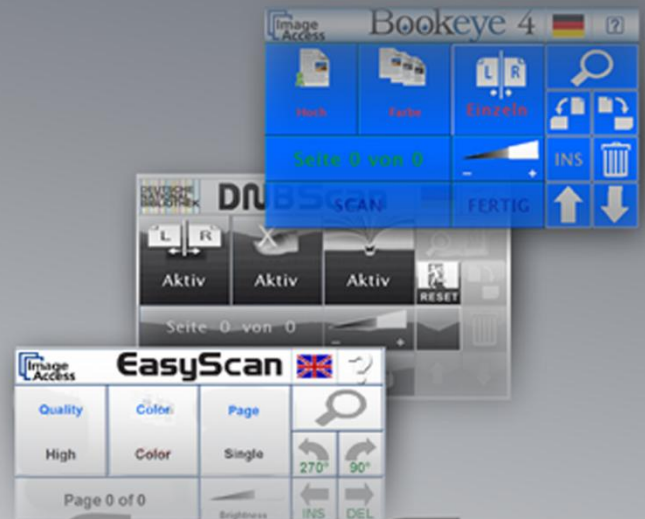 Image
Access
Bookeye 4
?
Hoch
Farbe
L R
Einzeln
Seite 0 von 0
- +
INS
SCAN
FERTIG
DEUTSCHE
NATIONAL
BIBLIOTHEK
DNBScan
L R
X
Aktiv
Aktiv
Aktiv
RESET
Seite 0 von 0
- +
Image
Access
EasyScan
?
Quality
Color
Page
High
Color
Single
270°
90°
Page 0 of 0
Brightness
INS
DEL